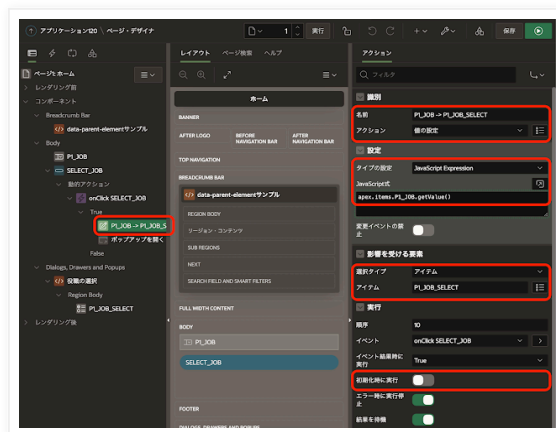 アプリケーション120 \ ページ・デザイナ
1
実行
保存
ページ1: ホーム
レンダリング前
コンポーネント
Breadcrumb Bar
data-parent-elementサンプル
Body
P1_JOB
SELECT_JOB
動的アクション
onClick SELECT_JOB
True
P1_JOB -> P1_JOB_S
ポップアップを開く
False
Dialogs, Drawers and Popups
役職の選択
Region Body
P1_JOB_SELECT
レンダリング後
レイアウト
ページ検索
ヘルプ
ホーム
BANNER
AFTER LOGO
BEFORE NAVIGATION BAR
AFTER NAVIGATION BAR
TOP NAVIGATION
BREADCRUMB BAR
data-parent-elementサンプル
REGION BODY
リージョン・コンテンツ
SUB REGIONS
NEXT
SEARCH FIELD AND SMART FILTERS
FULL WIDTH CONTENT
BODY
P1_JOB
SELECT_JOB
FOOTER
DIALOGS, DRAWERS AND POPUPS
アクション
フィルタ
識別
名前 P1_JOB -> P1_JOB_SELECT
アクション 値の設定
設定
タイプの設定 JavaScript Expression
JavaScript式
apex.items.P1_JOB.getValue()
変更イベントの禁止
影響を受ける要素
選択タイプ アイテム
アイテム P1_JOB_SELECT
実行
順序 10
イベント onClick SELECT_JOB
イベント結果時に実行 True
初期化時に実行
エラー時に実行停止
結果を待機